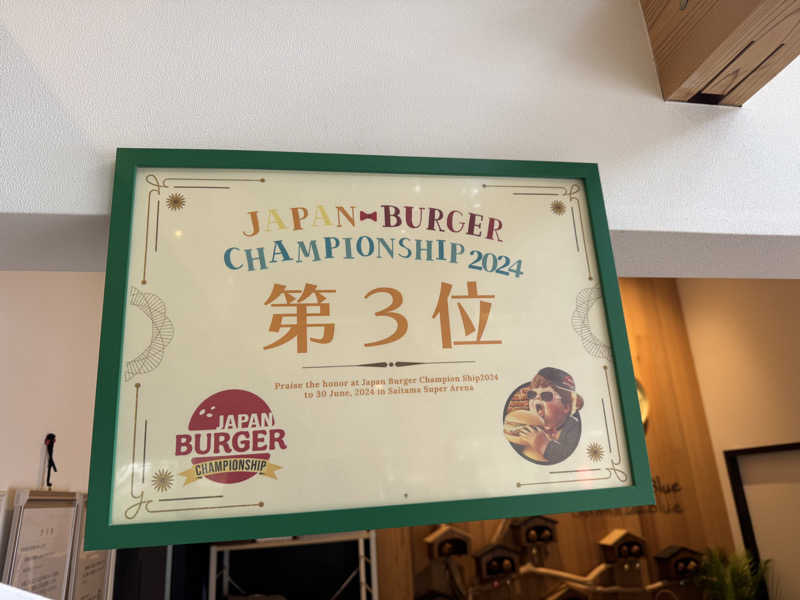 JAPAN BURGER
CHAMPIONSHIP 2024
第3位
Praise the honor at Japan Burger Champion Ship2024
to 30 June, 2024 in Saitama Super Arena
JAPAN
BURGER
CHAMPIONSHIP